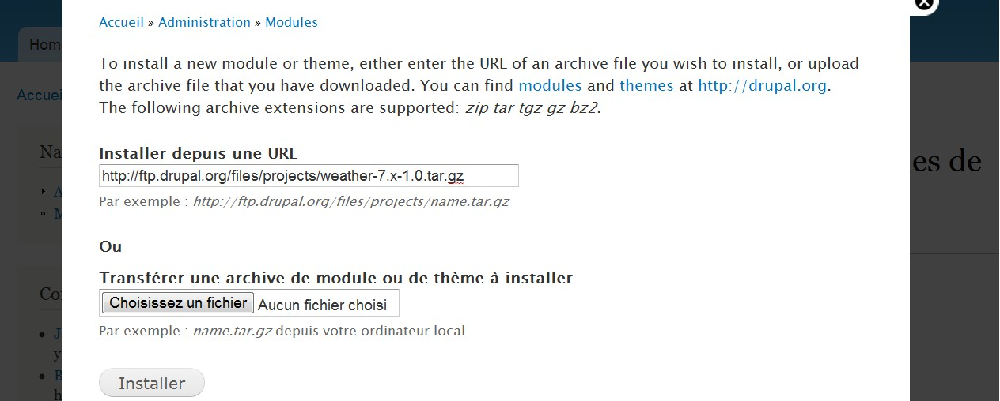 Accueil » Administration » Modules
To install a new module or theme, either enter the URL of an archive file you wish to install, or upload
the archive file that you have downloaded. You can find modules and themes at http://drupal.org.
The following archive extensions are supported: zip tar tgz gz bz2.
Installer depuis une URL
http://ftp.drupal.org/files/projects/weather-7.x-1.0.tar.gz
Par exemple : http://ftp.drupal.org/files/projects/name.tar.gz
Ou
Transférer une archive de module ou de thème à installer
Choisissez un fichier Aucun fichier choisi
Par exemple : name.tar.gz depuis votre ordinateur local
Installer